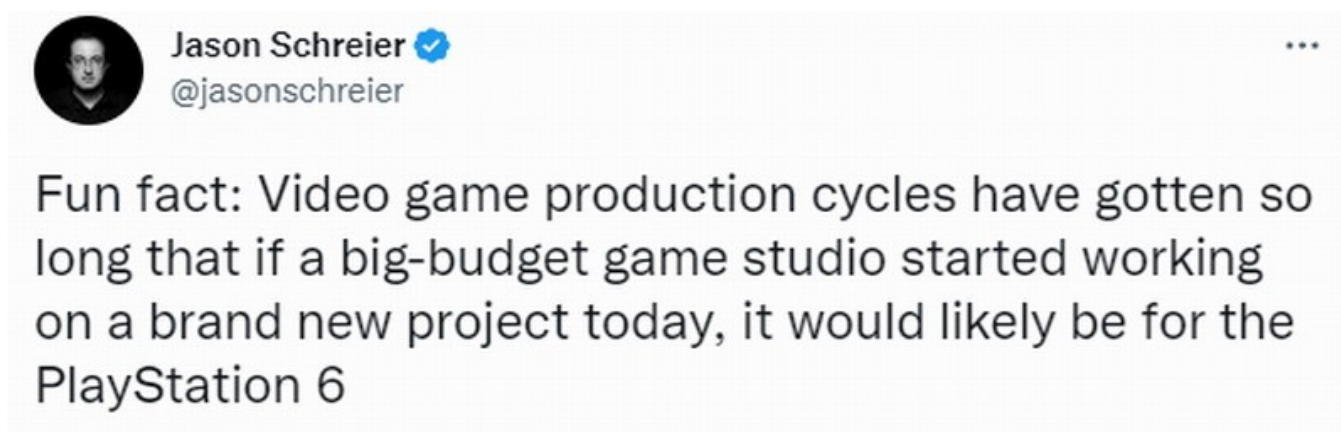 Jason Schreier
@jasonschreier
Fun fact: Video game production cycles have gotten so
long that if a big-budget game studio started working
on a brand new project today, it would likely be for the
PlayStation 6